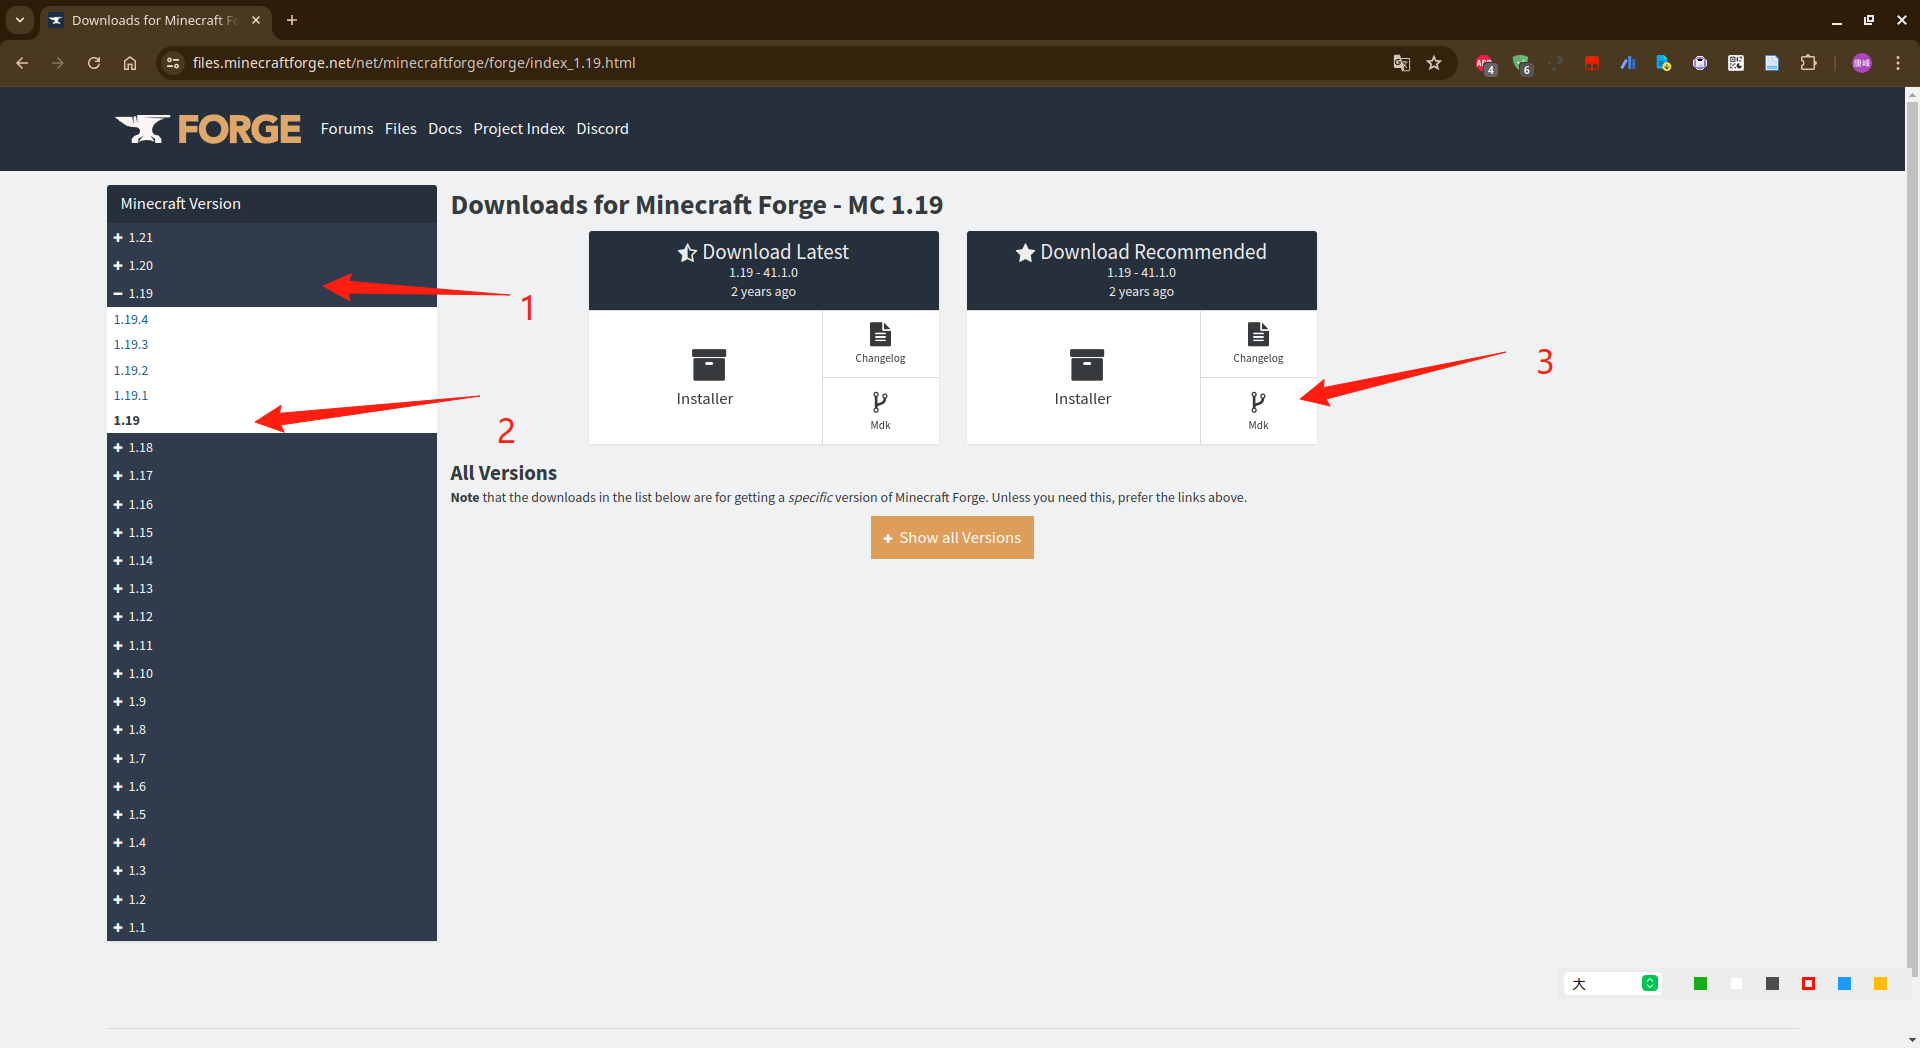 Downloads for Minecraft Fo
files.minecraftforge.net/net/minecraftforge/forge/index_1.19.html
4
6
康峰
FORGE
Forums Files Docs Project Index Discord
Minecraft Version
1.21
1.20
1.19
1.19.4
1.19.3
1.19.2
1.19.1
1.19
1.18
1.17
1.16
1.15
1.14
1.13
1.12
1.11
1.10
1.9
1.8
1.7
1.6
1.5
1.4
1.3
1.2
1.1
1
2
Downloads for Minecraft Forge - MC 1.19
Download Latest
1.19 - 41.1.0
2 years ago
Installer
Changelog
Mdk
Download Recommended
1.19 - 41.1.0
2 years ago
Installer
Changelog
Mdk
3
All Versions
Note that the downloads in the list below are for getting a specific version of Minecraft Forge. Unless you need this, prefer the links above.
Show all Versions
大